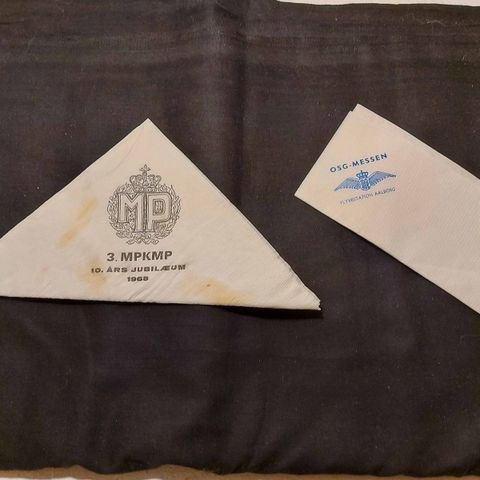 MP
3. MPKMP
10. ÅRS JUBILÆUM
1968
OSG-MESSEN
FLYVESTATION AALBORG